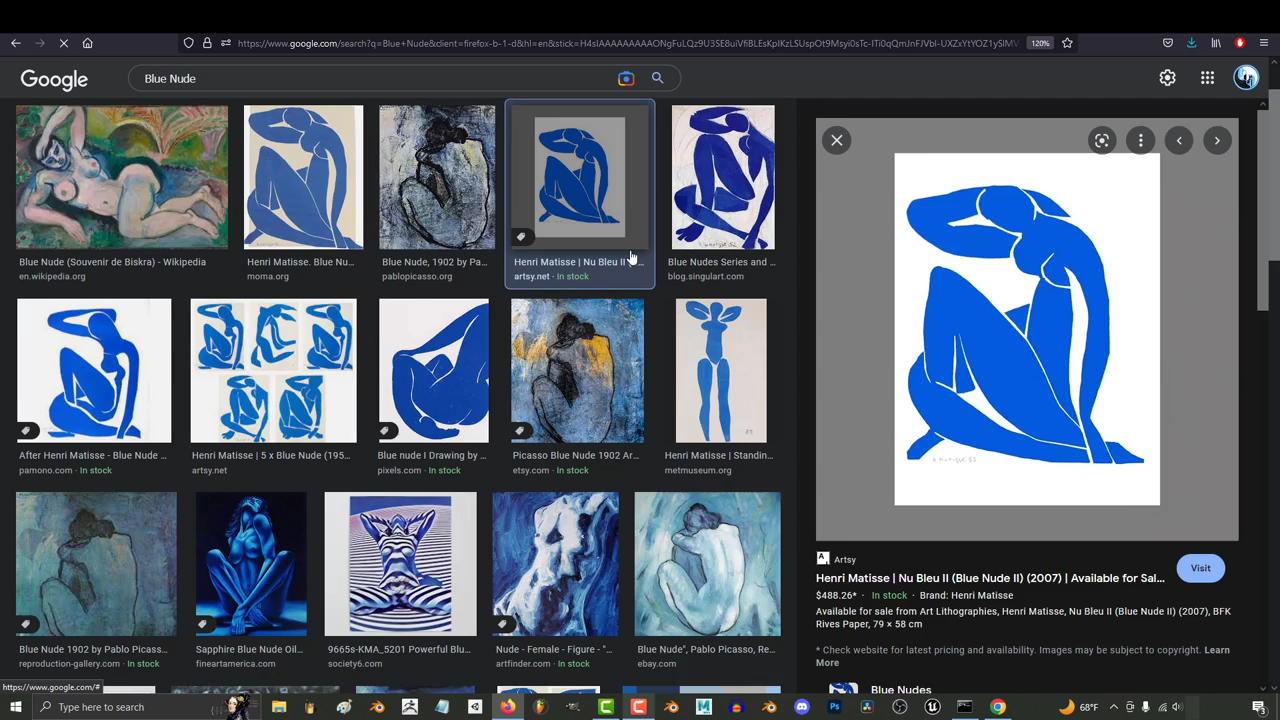 https://www.google.com/search?q=Blue+Nude&client=firefox-b-1-d&hl=en&stick=
120%
Google
Blue Nude
Blue Nude (Souvenir de Biskra) - Wikipedia
en.wikipedia.org
Henri Matisse. Blue Nu...
moma.org
Blue Nude, 1902 by Pa...
pablopicasso.org
Henri Matisse | Nu Bleu II
artsy.net · In stock
Blue Nudes Series and ...
blog.singulart.com
After Henri Matisse - Blue Nude ...
pamono.com · In stock
Henri Matisse | 5 x Blue Nude (195...
artsy.net
Blue nude I Drawing by ...
pixels.com · In stock
Picasso Blue Nude 1902 Ar...
etsy.com · In stock
Henri Matisse | Standin...
metmuseum.org
Blue Nude 1902 by Pablo Picass...
reproduction-gallery.com · In stock
Sapphire Blue Nude Oil...
fineartamerica.com
9665s-KMA_5201 Powerful Blu...
society6.com
Nude - Female - Figure - "...
artfinder.com · In stock
Blue Nude", Pablo Picasso, Re...
ebay.com
A.
Artsy
Visit
Henri Matisse | Nu Bleu II (Blue Nude II) (2007) | Available for Sal...
$488.26* · In stock · Brand: Henri Matisse
Available for sale from Art Lithographies, Henri Matisse, Nu Bleu II (Blue Nude II) (2007), BFK
Rives Paper, 79 × 58 cm
* Check website for latest pricing and availability. Images may be subject to copyright. Learn
More
Blue Nudes
https://www.google.com/#
Type here to search
68°F